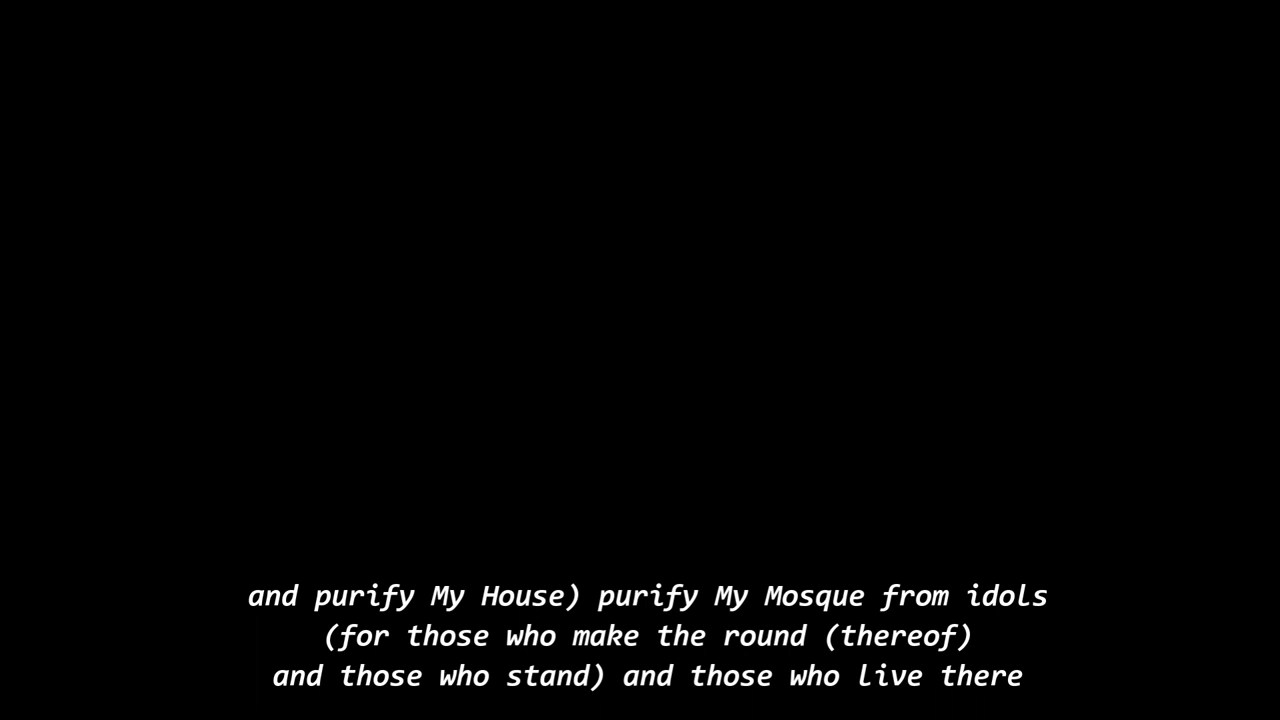 and purify My House) purify My Mosque from idols
(for those who make the round (thereof)
and those who stand) and those who live there